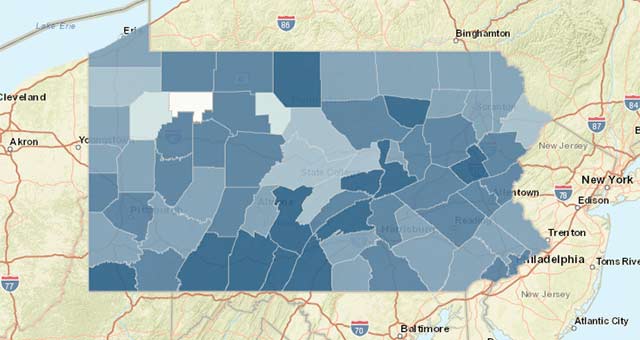 Lake Erie
Erie
86
Binghamton
Cleveland
Scranton
84
87
Akron
Youngstown
New Jersey
State College
New York
Allentown
78
Edison
Altoona
Pittsburgh
Reading
Harrisburg
Trenton
Philadelphia
Toms River
77
New Jersey
70
Baltimore
Atlantic City